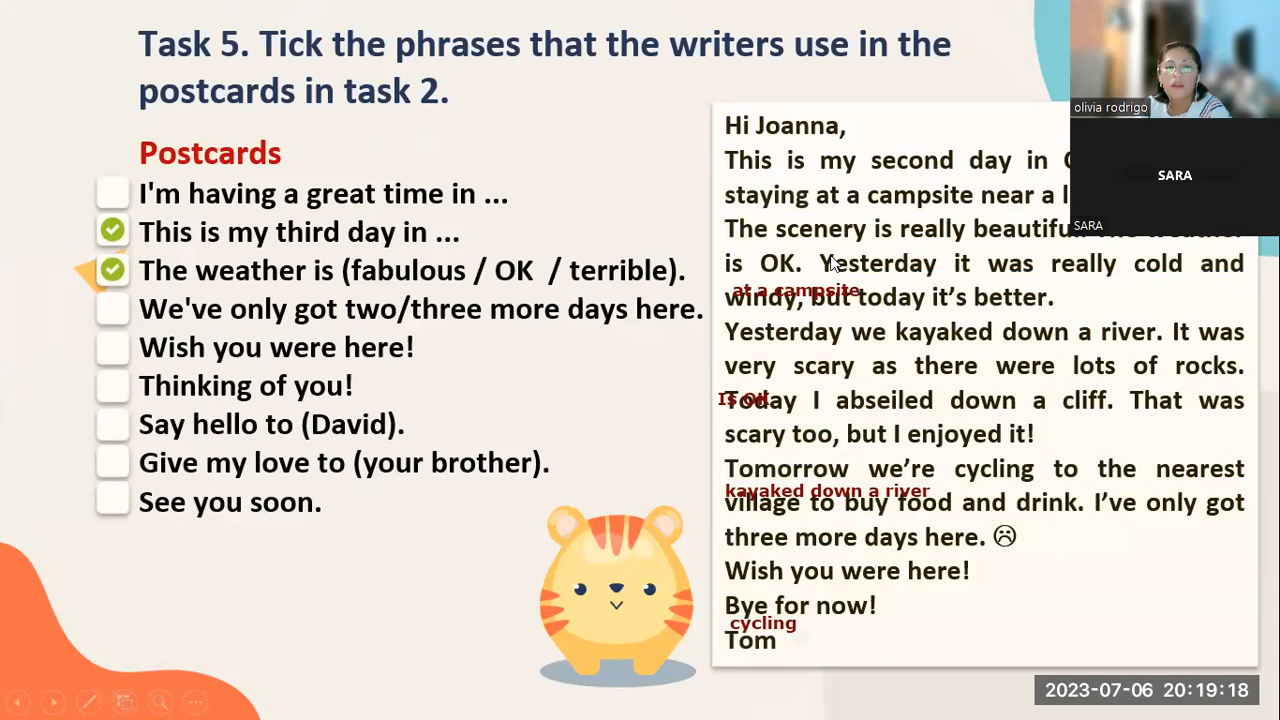 Task 5. Tick the phrases that the writers use in the
postcards in task 2.
Postcards
I'm having a great time in ...
This is my third day in ...
The weather is (fabulous / OK / terrible).
We've only got two/three more days here.
Wish you were here!
Thinking of you!
Say hello to (David).
Give my love to (your brother).
See you soon.
Hi Joanna,
This is my second day in
staying at a campsite near a
The scenery is really beautiful. The weather
is OK. Yesterday it was really cold and
at a campsite
windy, but today it's better.
Yesterday we kayaked down a river. It was
very scary as there were lots of rocks.
Is OK
Today I abseiled down a cliff. That was
scary too, but I enjoyed it!
Tomorrow we're cycling to the nearest
kayaked down a river
village to buy food and drink. I've only got
three more days here. ☹
Wish you were here!
Bye for now!
cycling
Tom
olivia rodrigo
SARA
SARA
2023-07-06 20:19:18